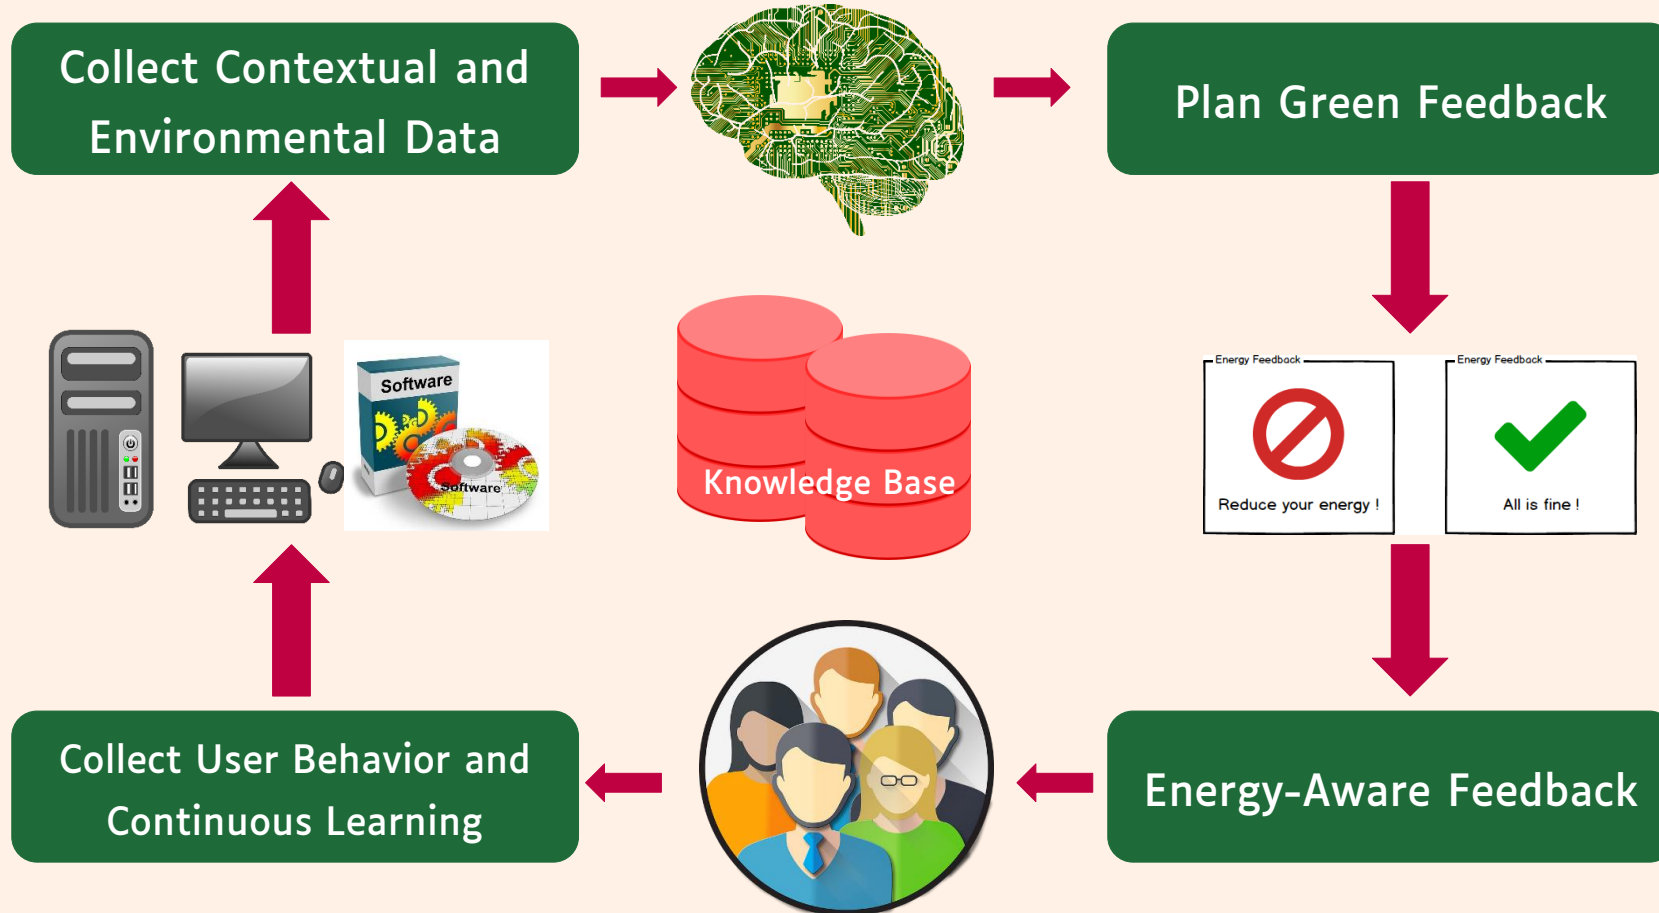 Collect Contextual and
Environmental Data
Plan Green Feedback
Software
Software
Knowledge Base
Energy Feedback
Reduce your energy !
Energy Feedback
All is fine !
Collect User Behavior and
Continuous Learning
Energy-Aware Feedback